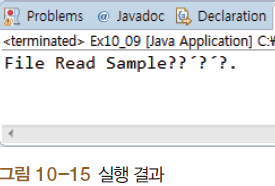 Problems @ Javadoc Declaration
<terminated> Ex10_09 [Java Application] C:\
File Read Sample??´?´?.
그림 10-15 실행 결과